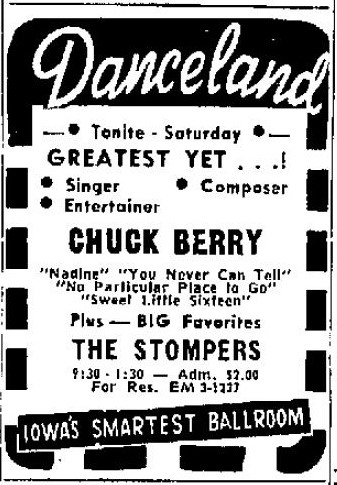 Danceland
— • Tonite - Saturday • —
GREATEST YET . . .!
• Singer • Composer
• Entertainer
CHUCK BERRY
"Nadine" "You Never Can Tell"
"No Particular Place to Go"
"Sweet Little Sixteen"
Plus — BIG Favorites
THE STOMPERS
9:30 - 1:30 — Adm. $2.00
For Res. EM
IOWA'S SMARTEST BALLROOM